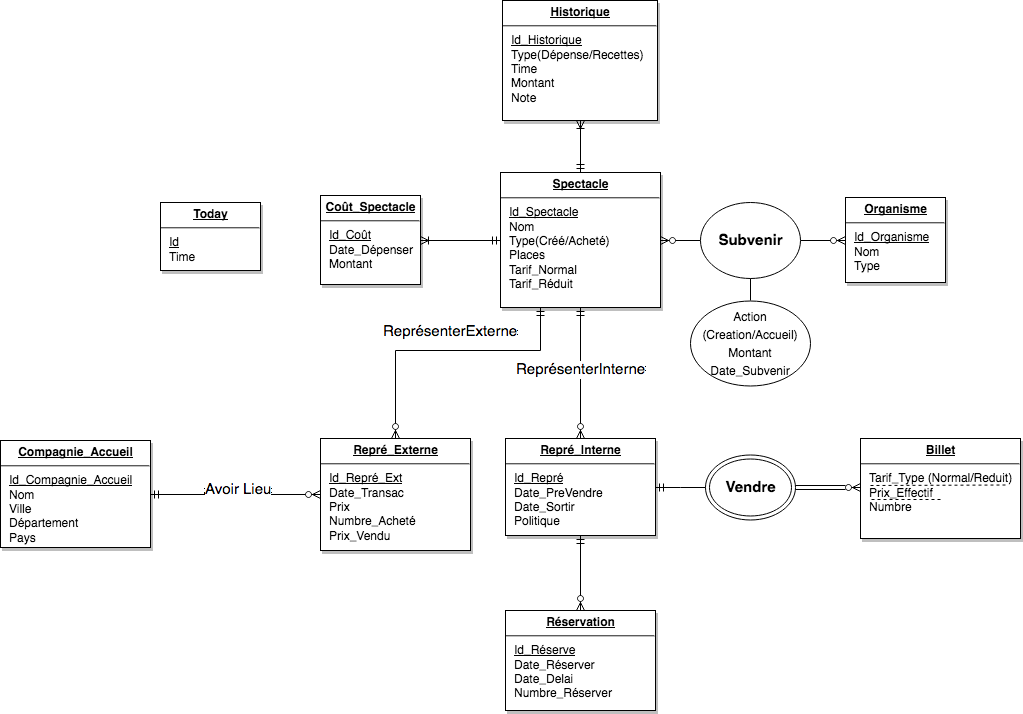 Historique
Id_Historique
Type(Dépense/Recettes)
Time
Montant
Note
Today
Id
Time
Coût_Spectacle
Id_Coût
Date_Dépenser
Montant
Spectacle
Id_Spectacle
Nom
Type(Créé/Acheté)
Places
Tarif_Normal
Tarif_Réduit
Subvenir
Organisme
Id_Organisme
Nom
Type
Action
(Creation/Accueil)
Montant
Date_Subvenir
ReprésenterExterne
ReprésenterInterne
Compagnie_Accueil
Id_Compagnie_Accueil
Nom
Ville
Département
Pays
Avoir Lieu
Repré_Externe
Id_Repré_Ext
Date_Transac
Prix
Numbre_Acheté
Prix_Vendu
Repré_Interne
Id_Repré
Date_PreVendre
Date_Sortir
Politique
Vendre
Billet
Tarif_Type (Normal/Reduit)
Prix_Effectif
Numbre
Réservation
Id_Réserve
Date_Réserver
Date_Delai
Numbre_Réserver